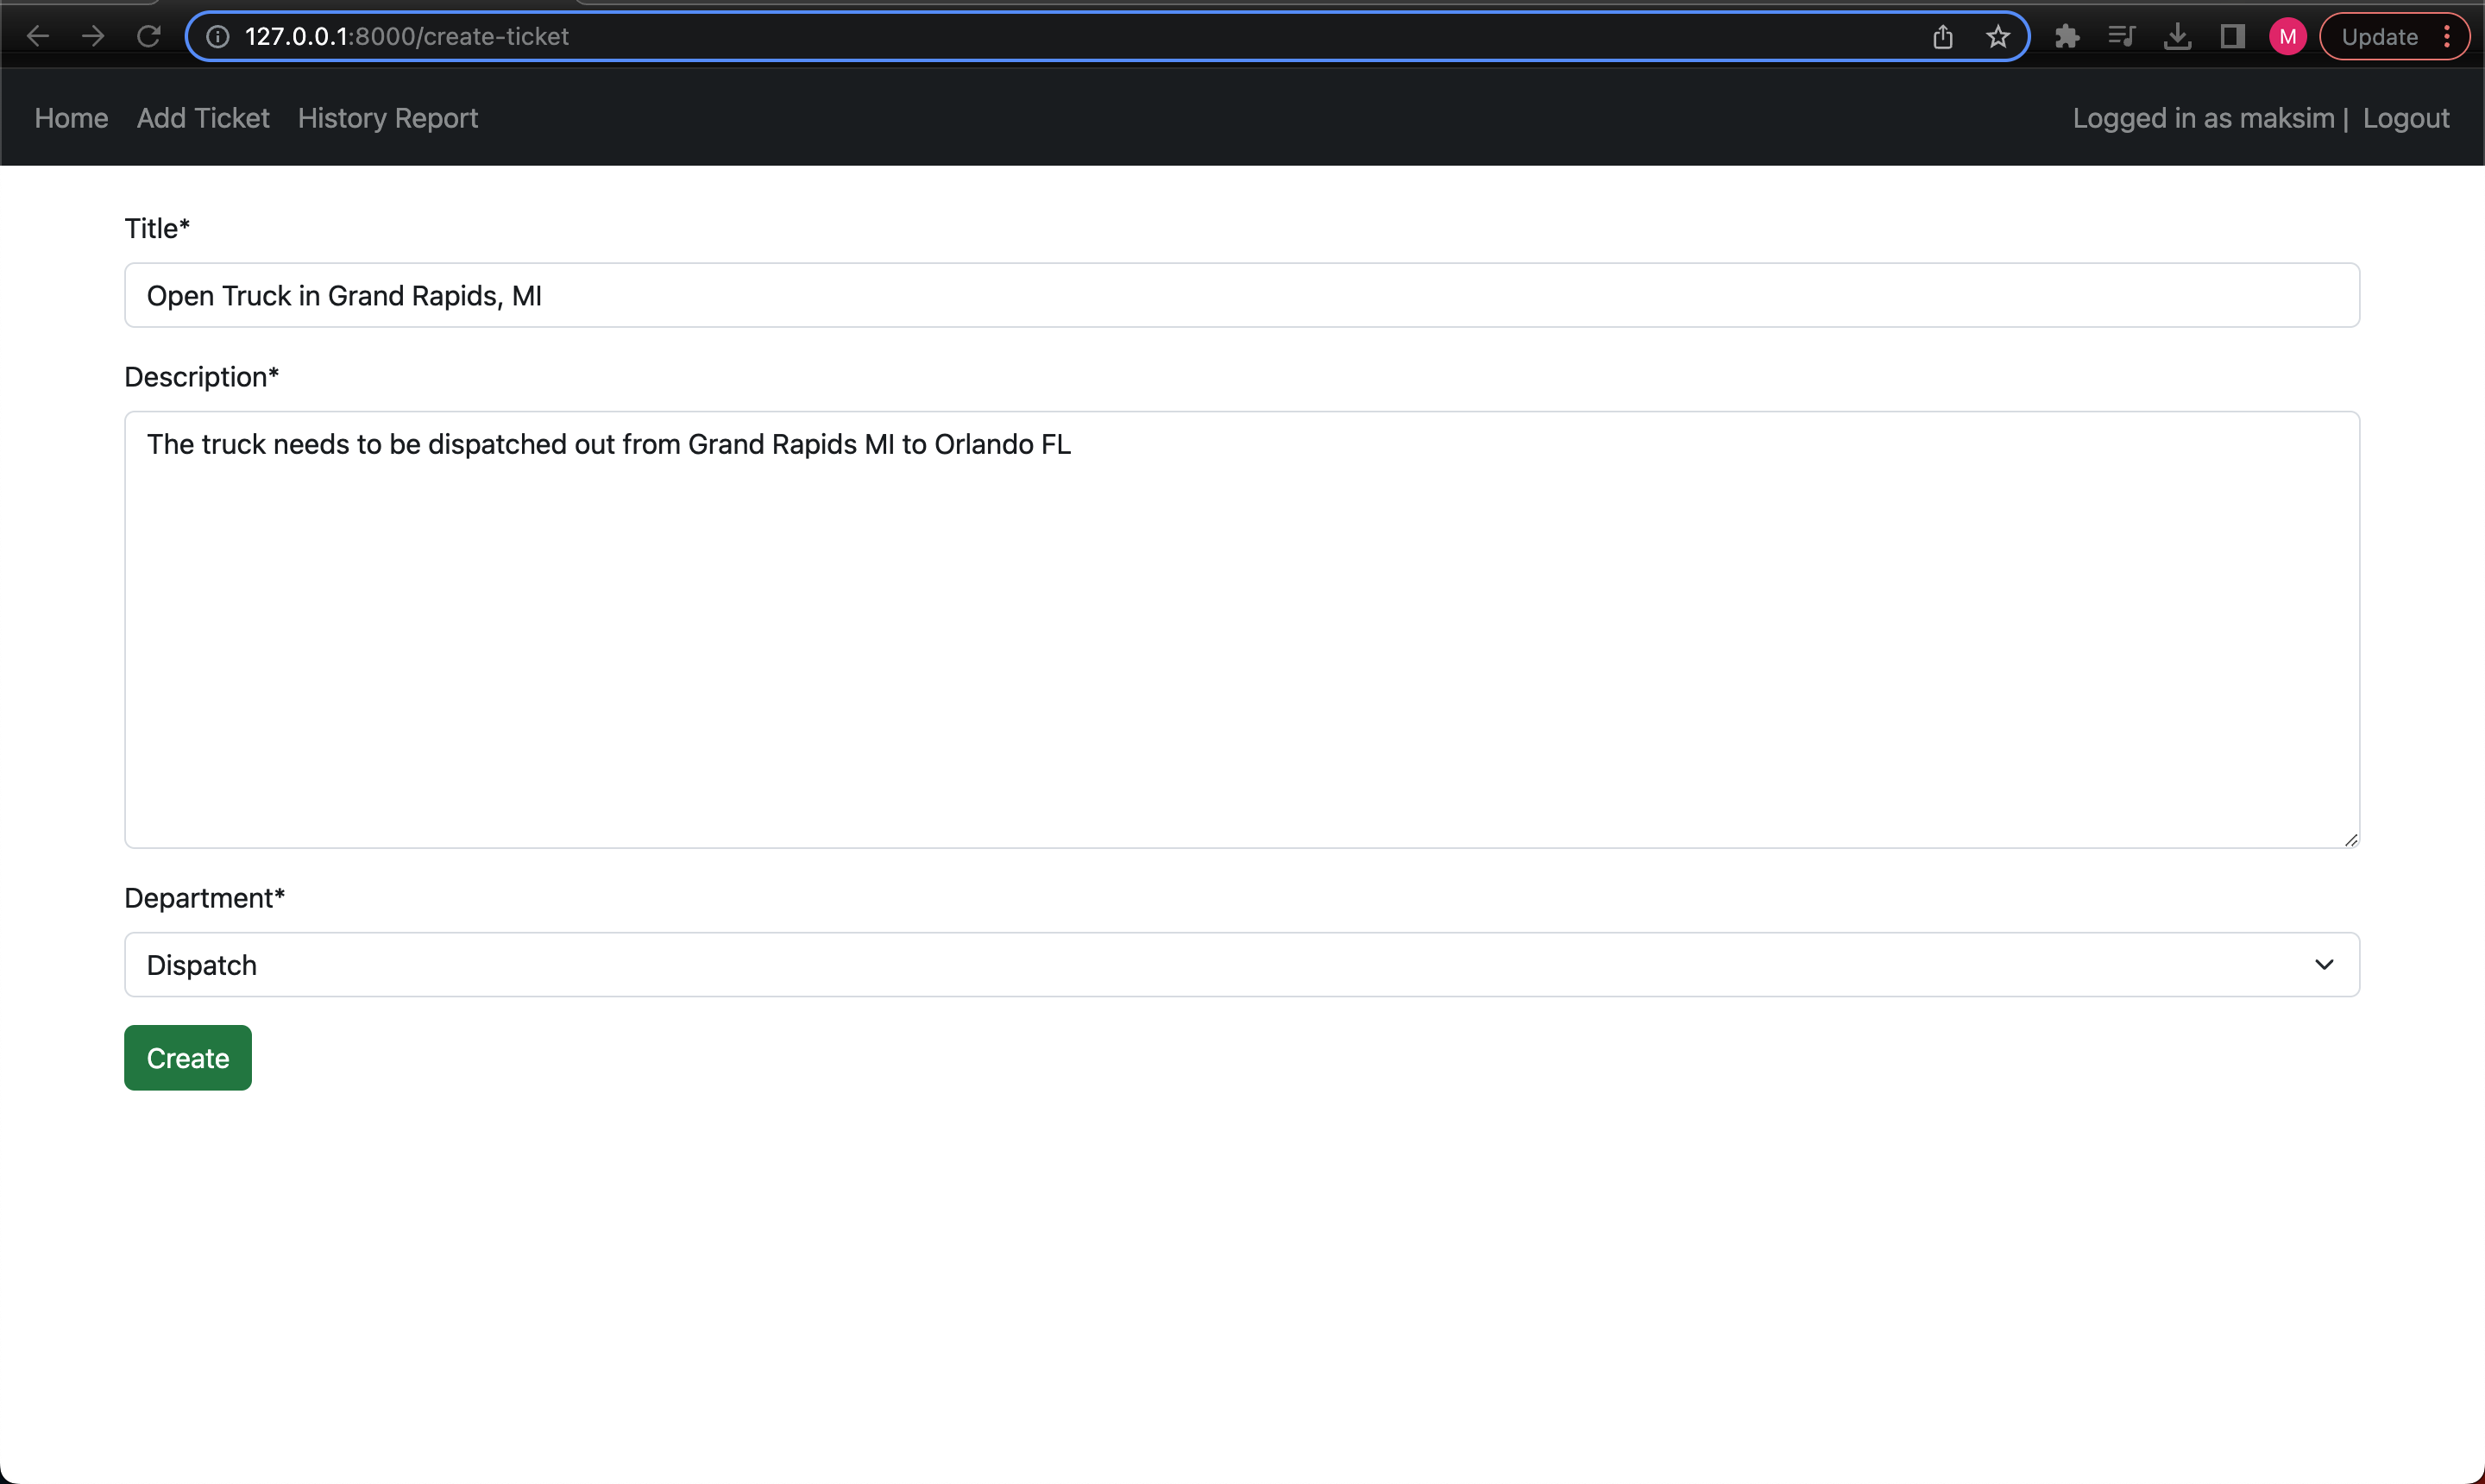 127.0.0.1:8000/create-ticket
M
Update
Home Add Ticket History Report
Logged in as maksim | Logout
Title*
Open Truck in Grand Rapids, MI
Description*
The truck needs to be dispatched out from Grand Rapids MI to Orlando FL
Department*
Dispatch
Create